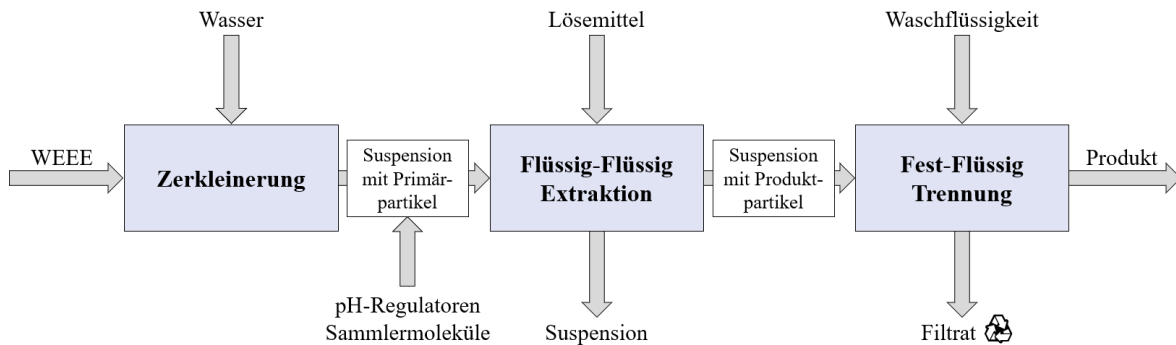 Wasser
Lösemittel
Waschflüssigkeit
WEEE
Zerkleinerung
Suspension
mit Primär-
partikel
Flüssig-Flüssig
Extraktion
Suspension
mit Produkt-
partikel
Fest-Flüssig
Trennung
Produkt
pH-Regulatoren
Sammlermoleküle
Suspension
Filtrat